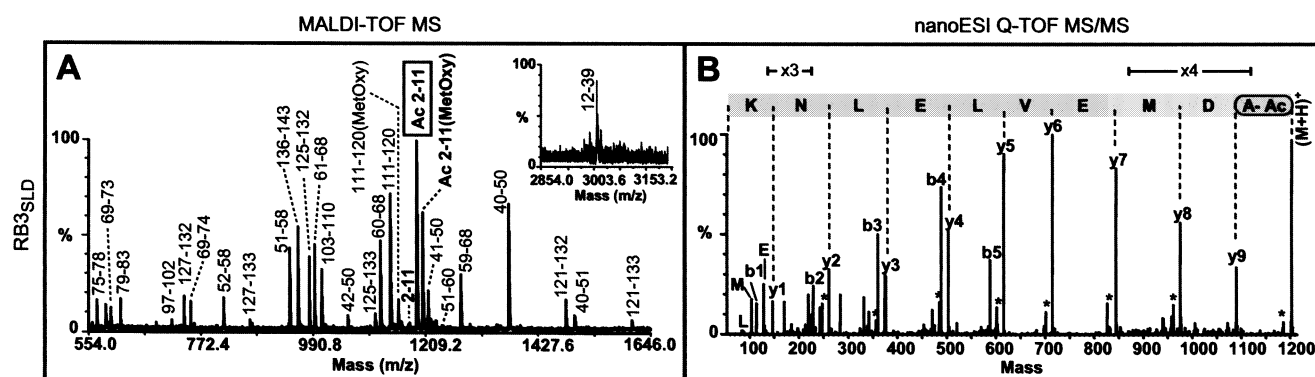 MALDI-TOF MS
nanoESI Q-TOF MS/MS
A
RB3SLD
100
%
0
75-78
69-73
79-83
97-102
127-132
69-74
52-58
127-133
51-58
136-143
125-132
61-68
103-110
42-50
125-133
60-68
111-120(MetOxy)
111-120
2-11
Ac 2-11
Ac 2-11(MetOxy)
41-50
51-60
59-68
40-50
121-132
40-51
121-133
554.0 772.4 990.8 1209.2 1427.6 1646.0
Mass (m/z)
100
%
0
12-39
2854.0 3003.6 3153.2
Mass (m/z)
B
x3
x4
K N L E L V E M D A- Ac
(M+H)+
100
%
0
L
M
b1
E
y1
b2
*
y2
*
b3
y3
*
b4
y4
b5
*
y5
*
y6
*
y7
*
y8
y9
*
100 200 300 400 500 600 700 800 900 1000 1100 1200
Mass